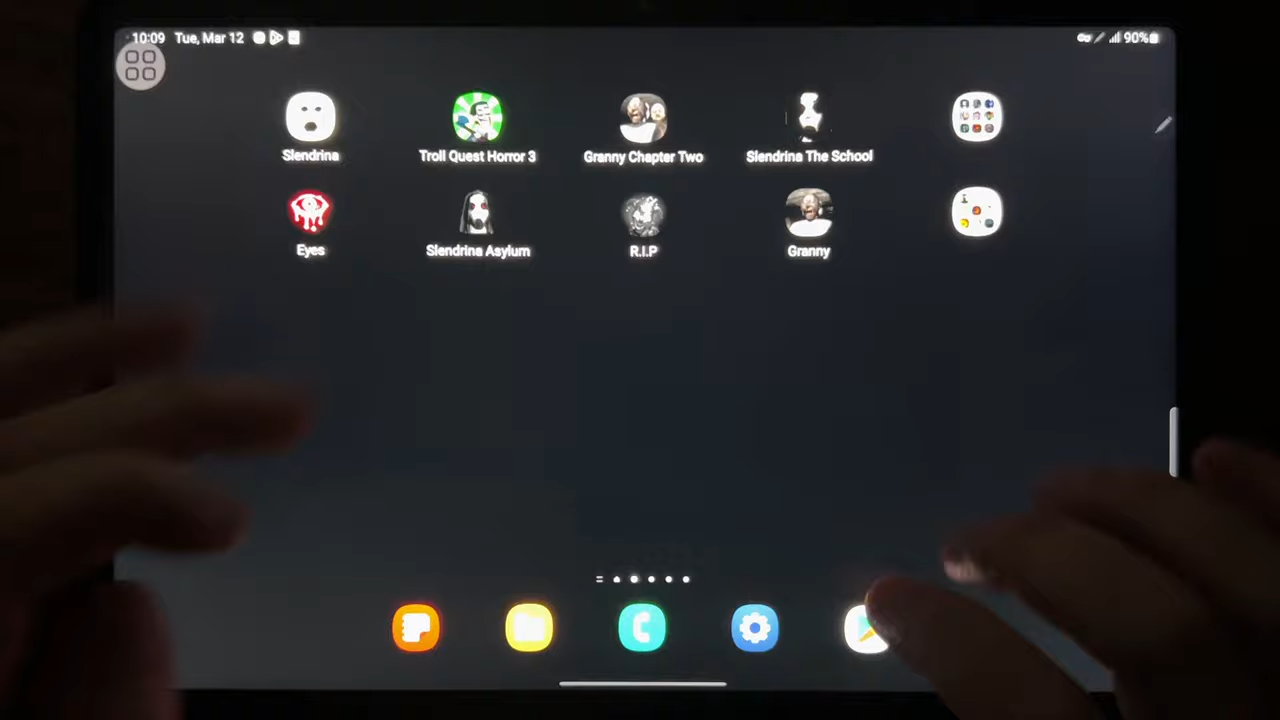 10:09 Tue, Mar 12 90%
Slendrina Troll Quest Horror 3 Granny Chapter Two Slendrina The School
Eyes Slendrina Asylum R.I.P Granny